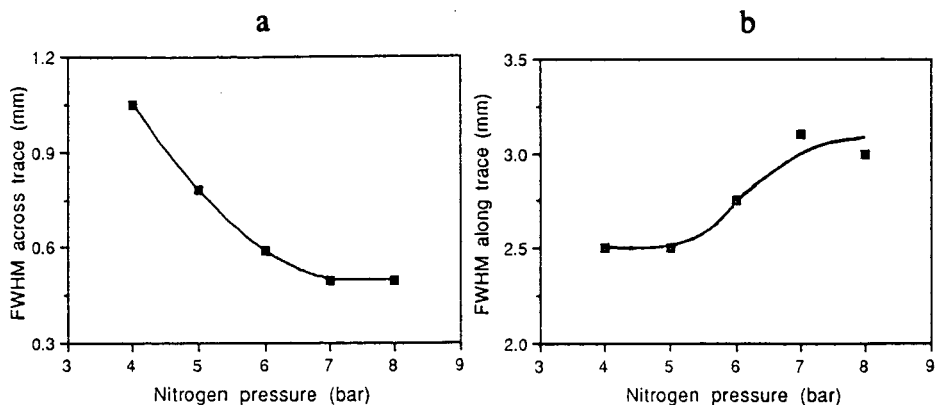 a
b
1.2
0.9
0.6
0.3
FWHM across trace (mm)
3 4 5 6 7 8 9
Nitrogen pressure (bar)
3.5
3.0
2.5
2.0
FWHM along trace (mm)
3 4 5 6 7 8 9
Nitrogen pressure (bar)